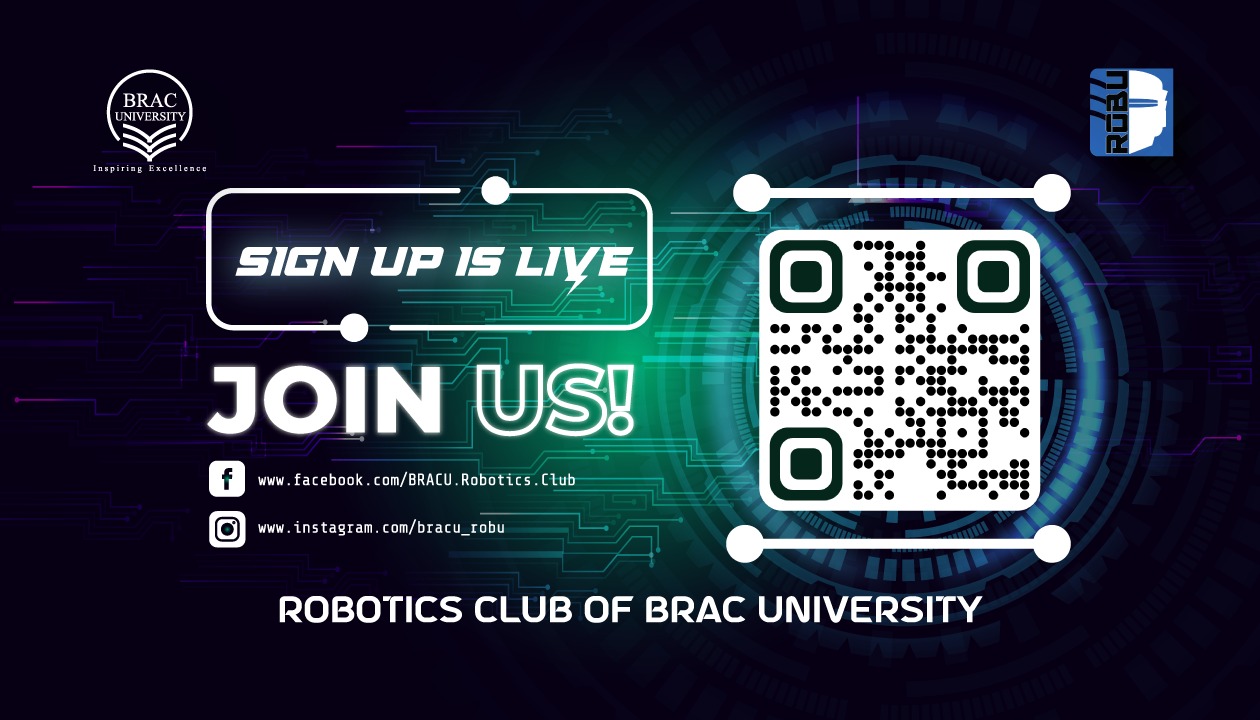 BRAC
UNIVERSITY
Inspiring Excellence
ROBU
SIGN UP IS LIVE
JOIN US!
www.facebook.com/BRACU.Robotics.Club
www.instagram.com/bracu_robu
ROBOTICS CLUB OF BRAC UNIVERSITY